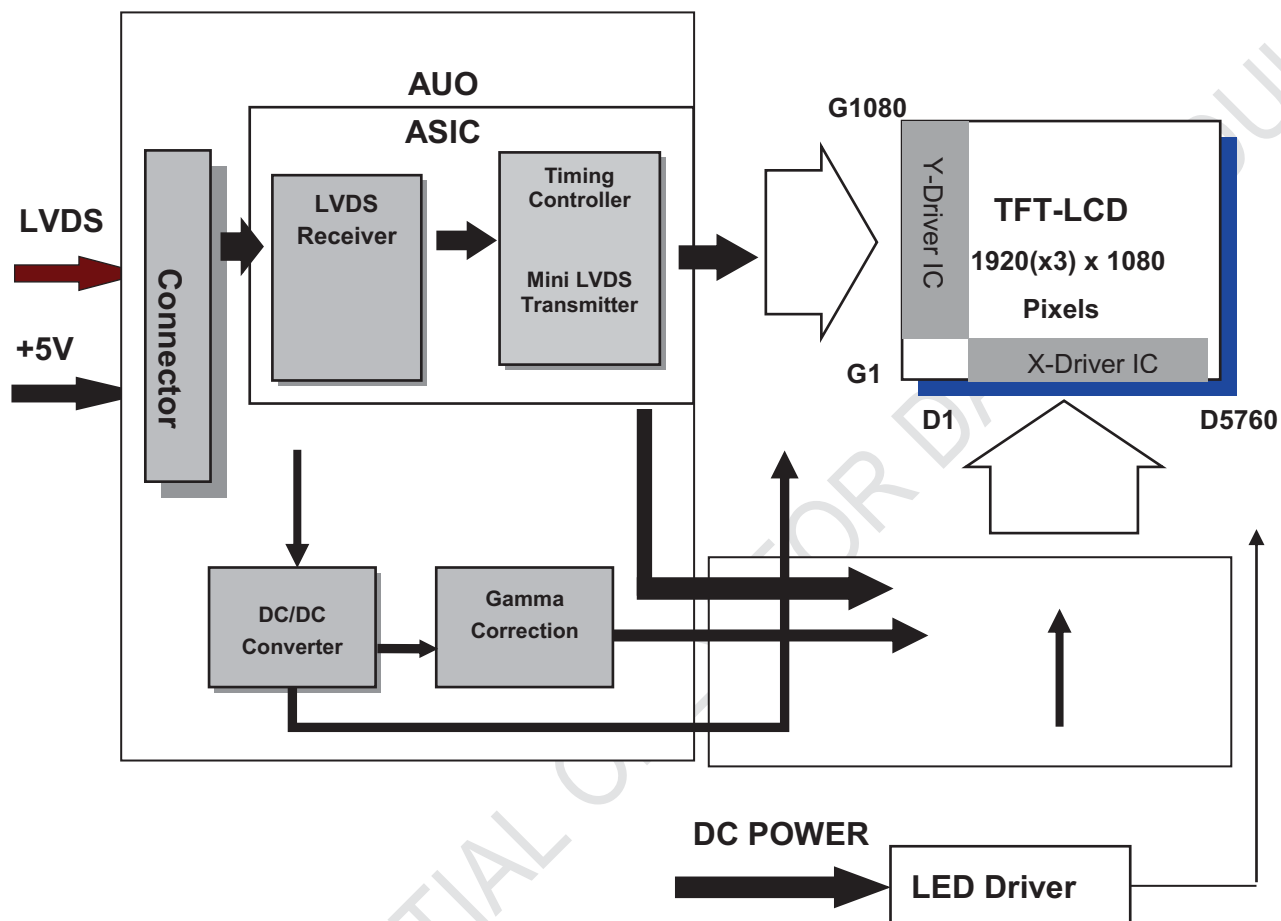 AUO
ASIC
G1080
LVDS
+5V
Connector
LVDS
Receiver
Timing
Controller
Mini LVDS
Transmitter
Y-Driver IC
TFT-LCD
1920(x3) x 1080
Pixels
X-Driver IC
G1
D1
D5760
DC/DC
Converter
Gamma
Correction
DC POWER
LED Driver